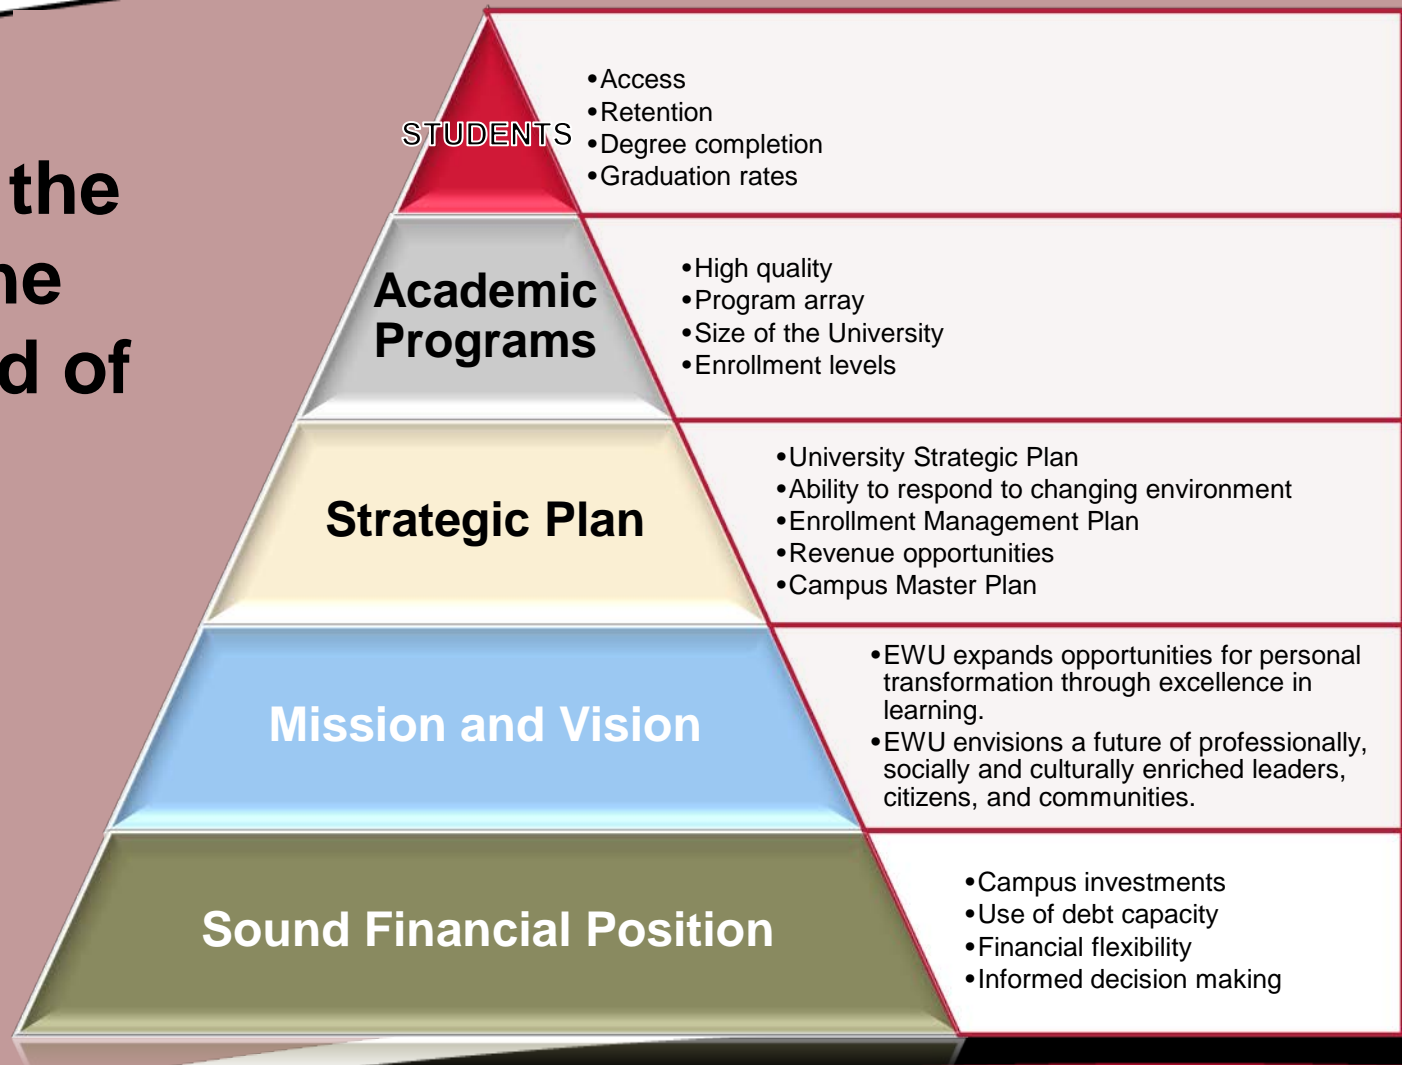 the
ne
d of
STUDENTS
•Access
•Retention
•Degree completion
•Graduation rates
Academic
Programs
•High quality
•Program array
•Size of the University
•Enrollment levels
Strategic Plan
•University Strategic Plan
•Ability to respond to changing environment
•Enrollment Management Plan
•Revenue opportunities
•Campus Master Plan
Mission and Vision
•EWU expands opportunities for personal
transformation through excellence in
learning.
•EWU envisions a future of professionally,
socially and culturally enriched leaders,
citizens, and communities.
Sound Financial Position
•Campus investments
•Use of debt capacity
•Financial flexibility
•Informed decision making